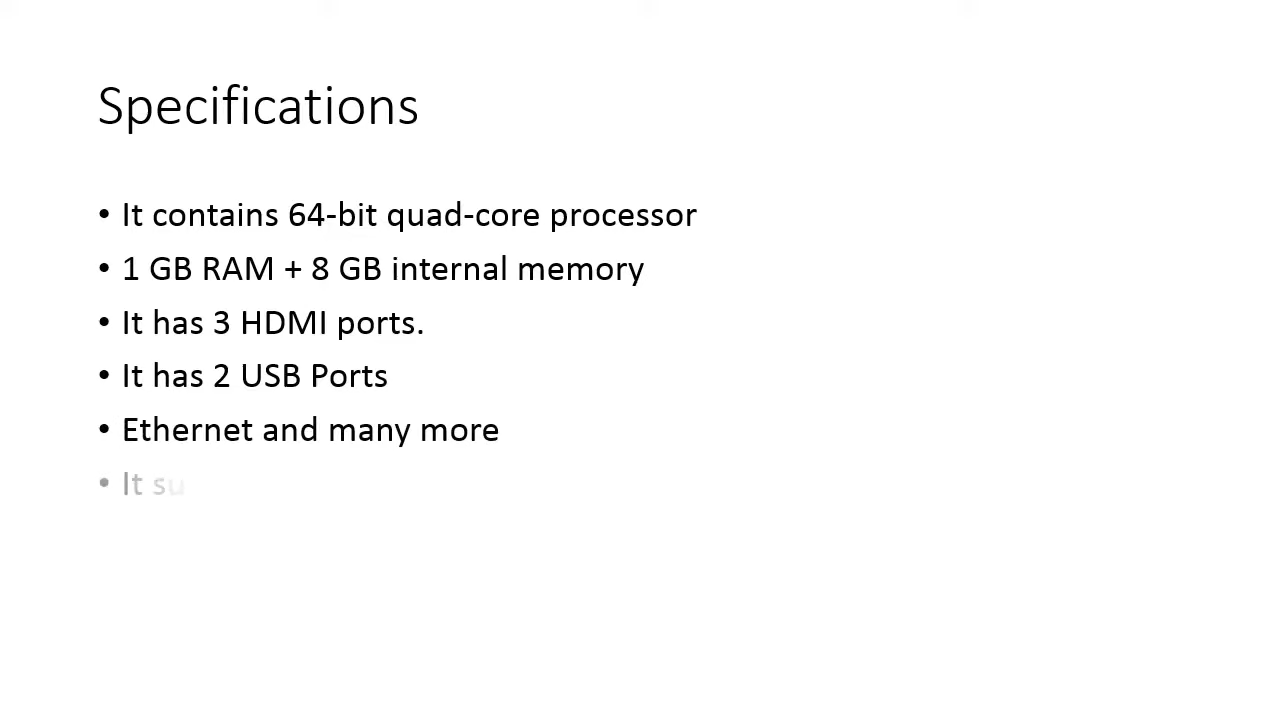 Specifications
• It contains 64-bit quad-core processor
• 1 GB RAM + 8 GB internal memory
• It has 3 HDMI ports.
• It has 2 USB Ports
• Ethernet and many more
• It su